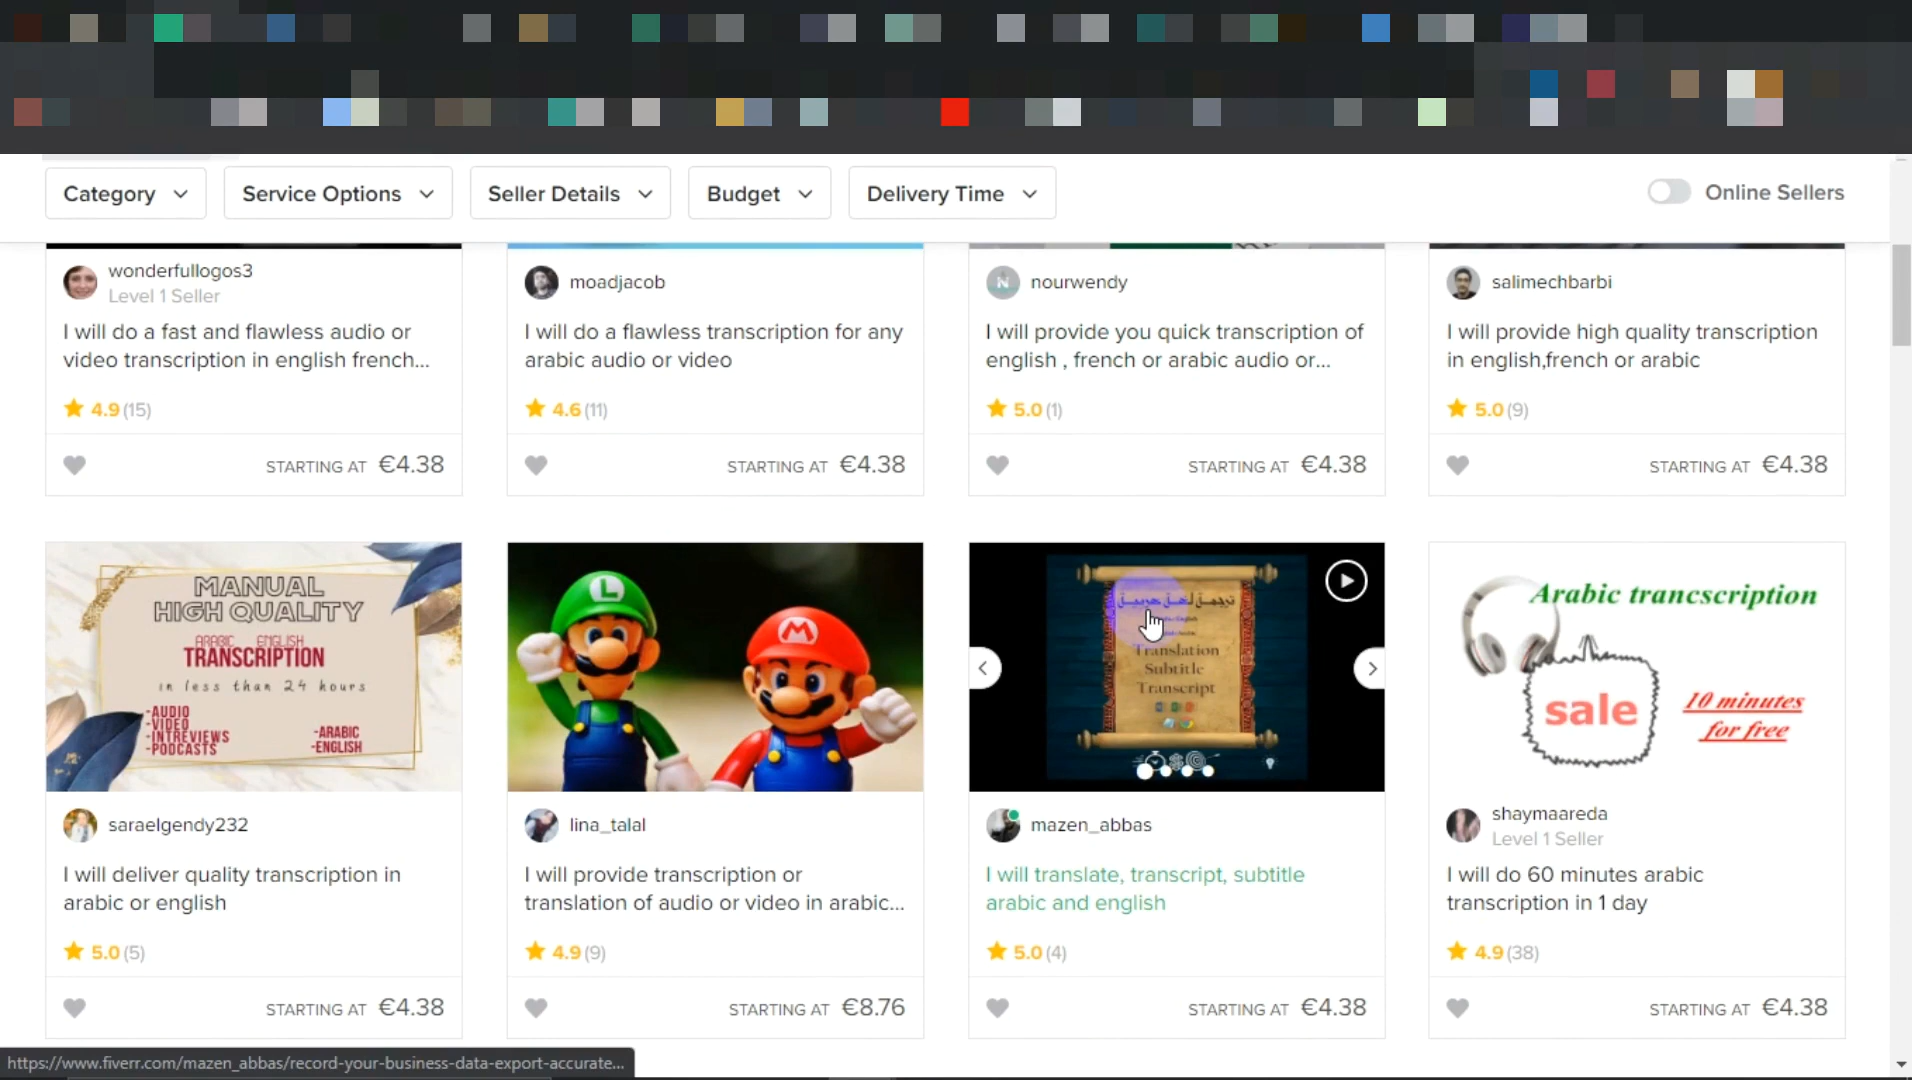 Category
Service Options
Seller Details
Budget
Delivery Time
Online Sellers
wonderfullogos3
Level 1 Seller
I will do a fast and flawless audio or
video transcription in english french...
4.9 (15)
STARTING AT €4.38
moadjacob
I will do a flawless transcription for any
arabic audio or video
4.6 (11)
STARTING AT €4.38
nourwendy
I will provide you quick transcription of
english , french or arabic audio or...
5.0 (1)
STARTING AT €4.38
salimechbarbi
I will provide high quality transcription
in english,french or arabic
5.0 (9)
STARTING AT €4.38
MANUAL
HIGH QUALITY
ARABIC ENGLISH
TRANSCRIPTION
in less than 24 hours
-AUDIO
-VIDEO
-INTREVIEWS
-PODCASTS
-ARABIC
-ENGLISH
saraelgendy232
I will deliver quality transcription in
arabic or english
5.0 (5)
STARTING AT €4.38
L
M
lina_talal
I will provide transcription or
translation of audio or video in arabic...
4.9 (9)
STARTING AT €8.76
Translation
Subtitle
Transcript
mazen_abbas
I will translate, transcript, subtitle
arabic and english
5.0 (4)
STARTING AT €4.38
Arabic trancscription
sale
10 minutes
for free
shaymaareda
Level 1 Seller
I will do 60 minutes arabic
transcription in 1 day
4.9 (38)
STARTING AT €4.38
https://www.fiverr.com/mazen_abbas/record-your-business-data-export-accurate...